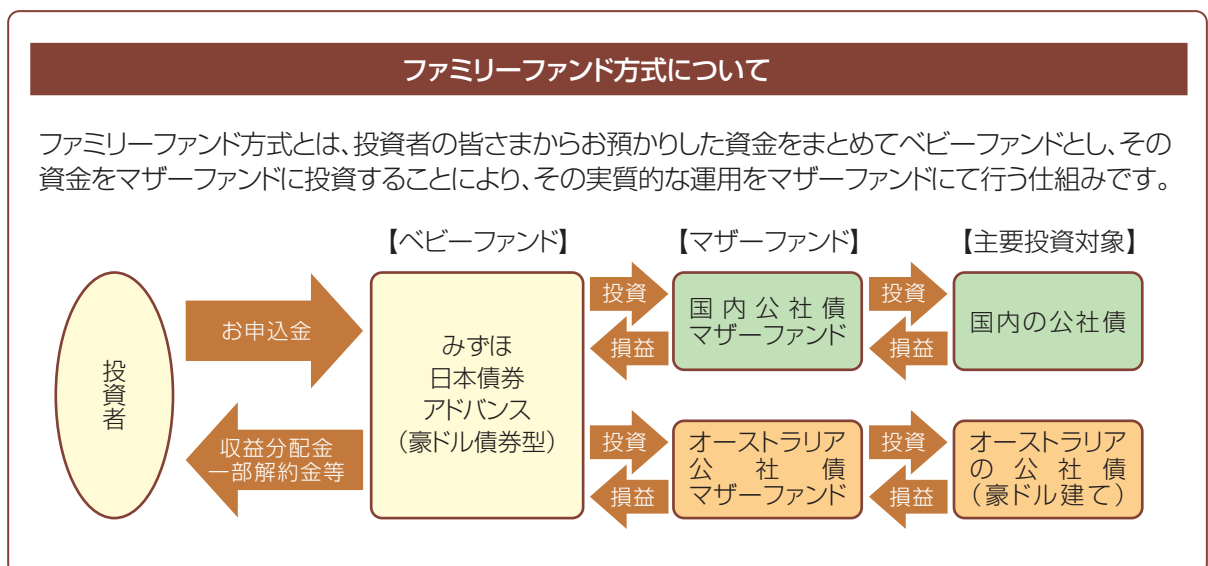 ファミリーファンド方式について
ファミリーファンド方式とは、投資者の皆さまからお預かりした資金をまとめてベビーファンドとし、その
資金をマザーファンドに投資することにより、その実質的な運用をマザーファンドにて行う仕組みです。
【ベビーファンド】
【マザーファンド】
【主要投資対象】
投資者
お申込金
収益分配金
一部解約金等
みずほ
日本債券
アドバンス
(豪ドル債券型)
投資
損益
国内公社債
マザーファンド
投資
損益
国内の公社債
投資
損益
オーストラリア
公社債
マザーファンド
投資
損益
オーストラリア
の公社債
(豪ドル建て)